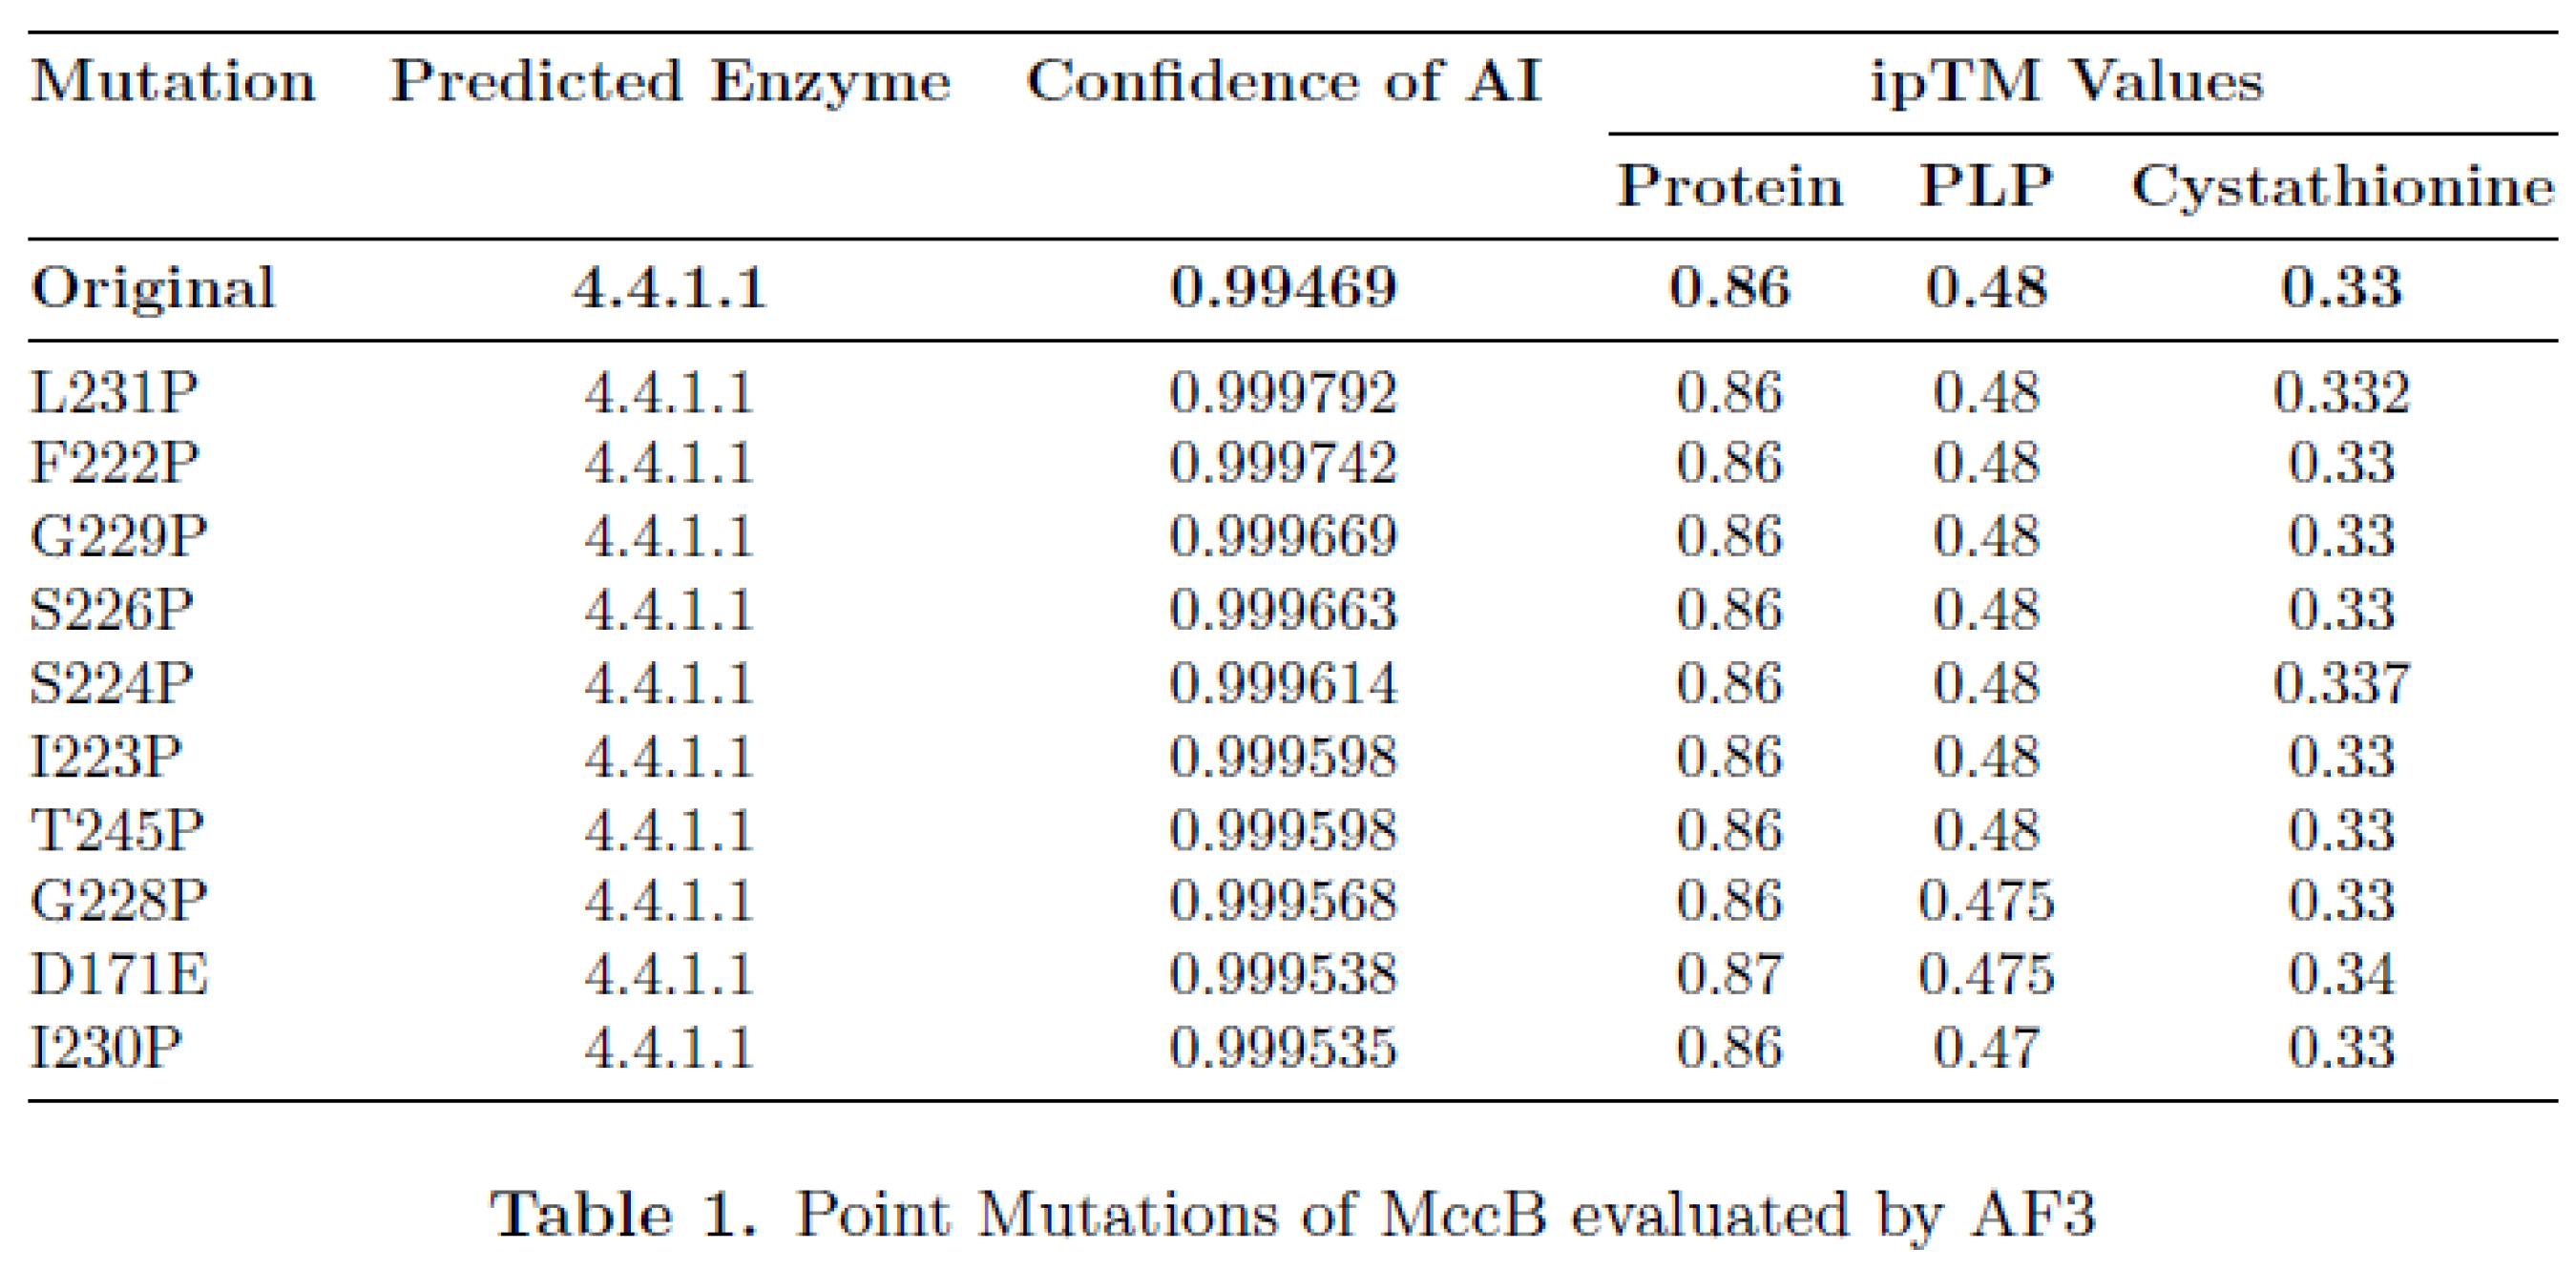 Mutation Predicted Enzyme Confidence of AI ipTM Values
Protein PLP Cystathionine
Original 4.4.1.1 0.99469 0.86 0.48 0.33
L231P 4.4.1.1 0.999792 0.86 0.48 0.332
F222P 4.4.1.1 0.999742 0.86 0.48 0.33
G229P 4.4.1.1 0.999669 0.86 0.48 0.33
S226P 4.4.1.1 0.999663 0.86 0.48 0.33
S224P 4.4.1.1 0.999614 0.86 0.48 0.337
I223P 4.4.1.1 0.999598 0.86 0.48 0.33
T245P 4.4.1.1 0.999598 0.86 0.48 0.33
G228P 4.4.1.1 0.999568 0.86 0.475 0.33
D171E 4.4.1.1 0.999538 0.87 0.475 0.34
I230P 4.4.1.1 0.999535 0.86 0.47 0.33
Table 1. Point Mutations of MccB evaluated by AF3